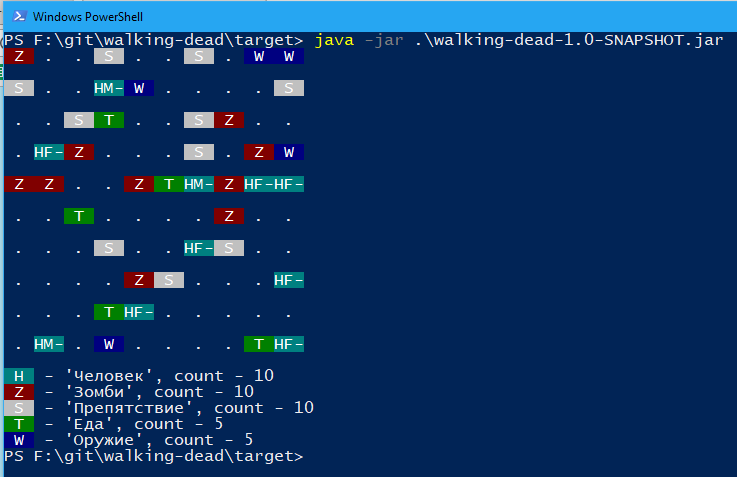 Windows PowerShell
PS F:\git\walking-dead\target> java -jar .\walking-dead-1.0-SNAPSHOT.jar
Z . . S . . S . W W
S . . HM- W . . . . S
. . S T . . S Z . .
. HF- Z . . . S . Z W
Z Z . . Z T HM- Z HF-HF-
. . T . . . . Z . .
. . . S . . HF- S . .
. . . . Z S . . . HF-
. . . T HF- . . . . .
. HM- . W . . . . T HF-
H - 'Человек', count - 10
Z - 'Зомби', count - 10
S - 'Препятствие', count - 10
T - 'Еда', count - 5
W - 'Оружие', count - 5
PS F:\git\walking-dead\target>